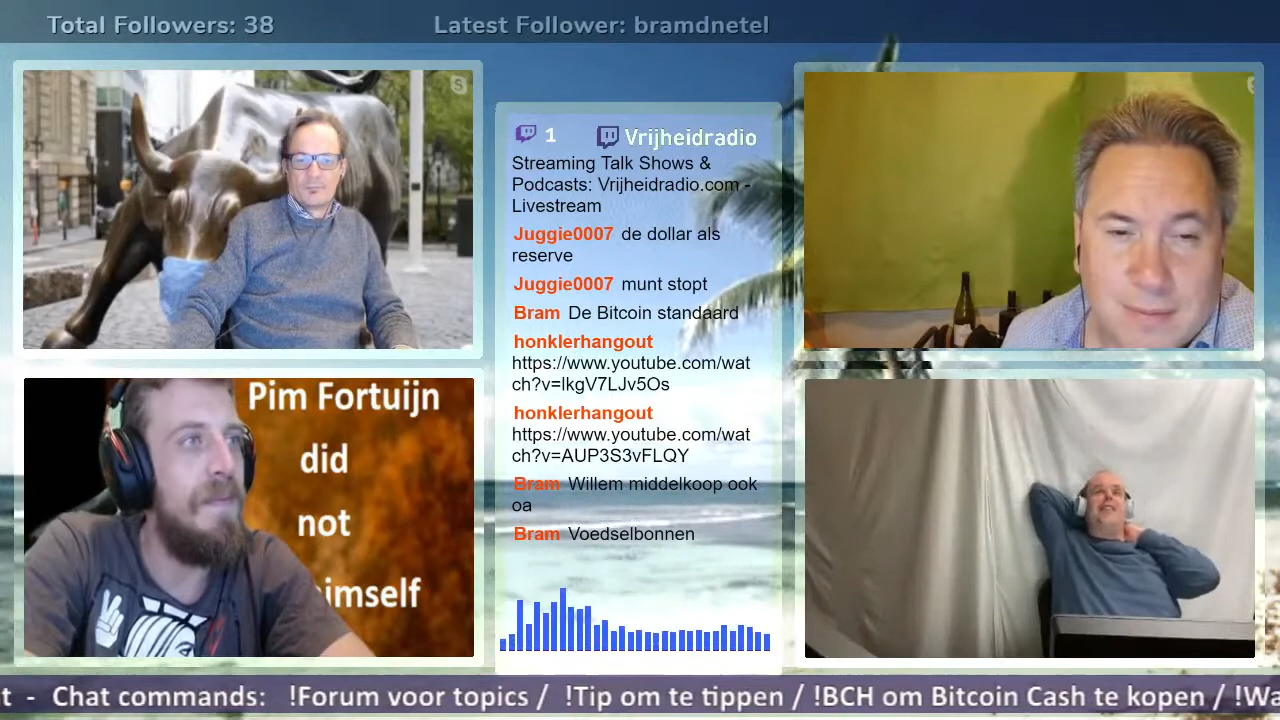 Total Followers: 38
Latest Follower: bramdnetel
1
Vrijheidradio
Streaming Talk Shows &
Podcasts: Vrijheidradio.com -
Livestream
Juggie0007 de dollar als
reserve
Juggie0007 munt stopt
Bram De Bitcoin standaard
honklerhangout
https://www.youtube.com/wat
ch?v=lkgV7LJv5Os
honklerhangout
https://www.youtube.com/wat
ch?v=AUP3S3vFLQY
Bram Willem middelkoop ook
oa
Bram Voedselbonnen
Pim Fortuijn
did
not
himself
t - Chat commands: !Forum voor topics / !Tip om te tippen / !BCH om Bitcoin Cash te kopen / !Wa